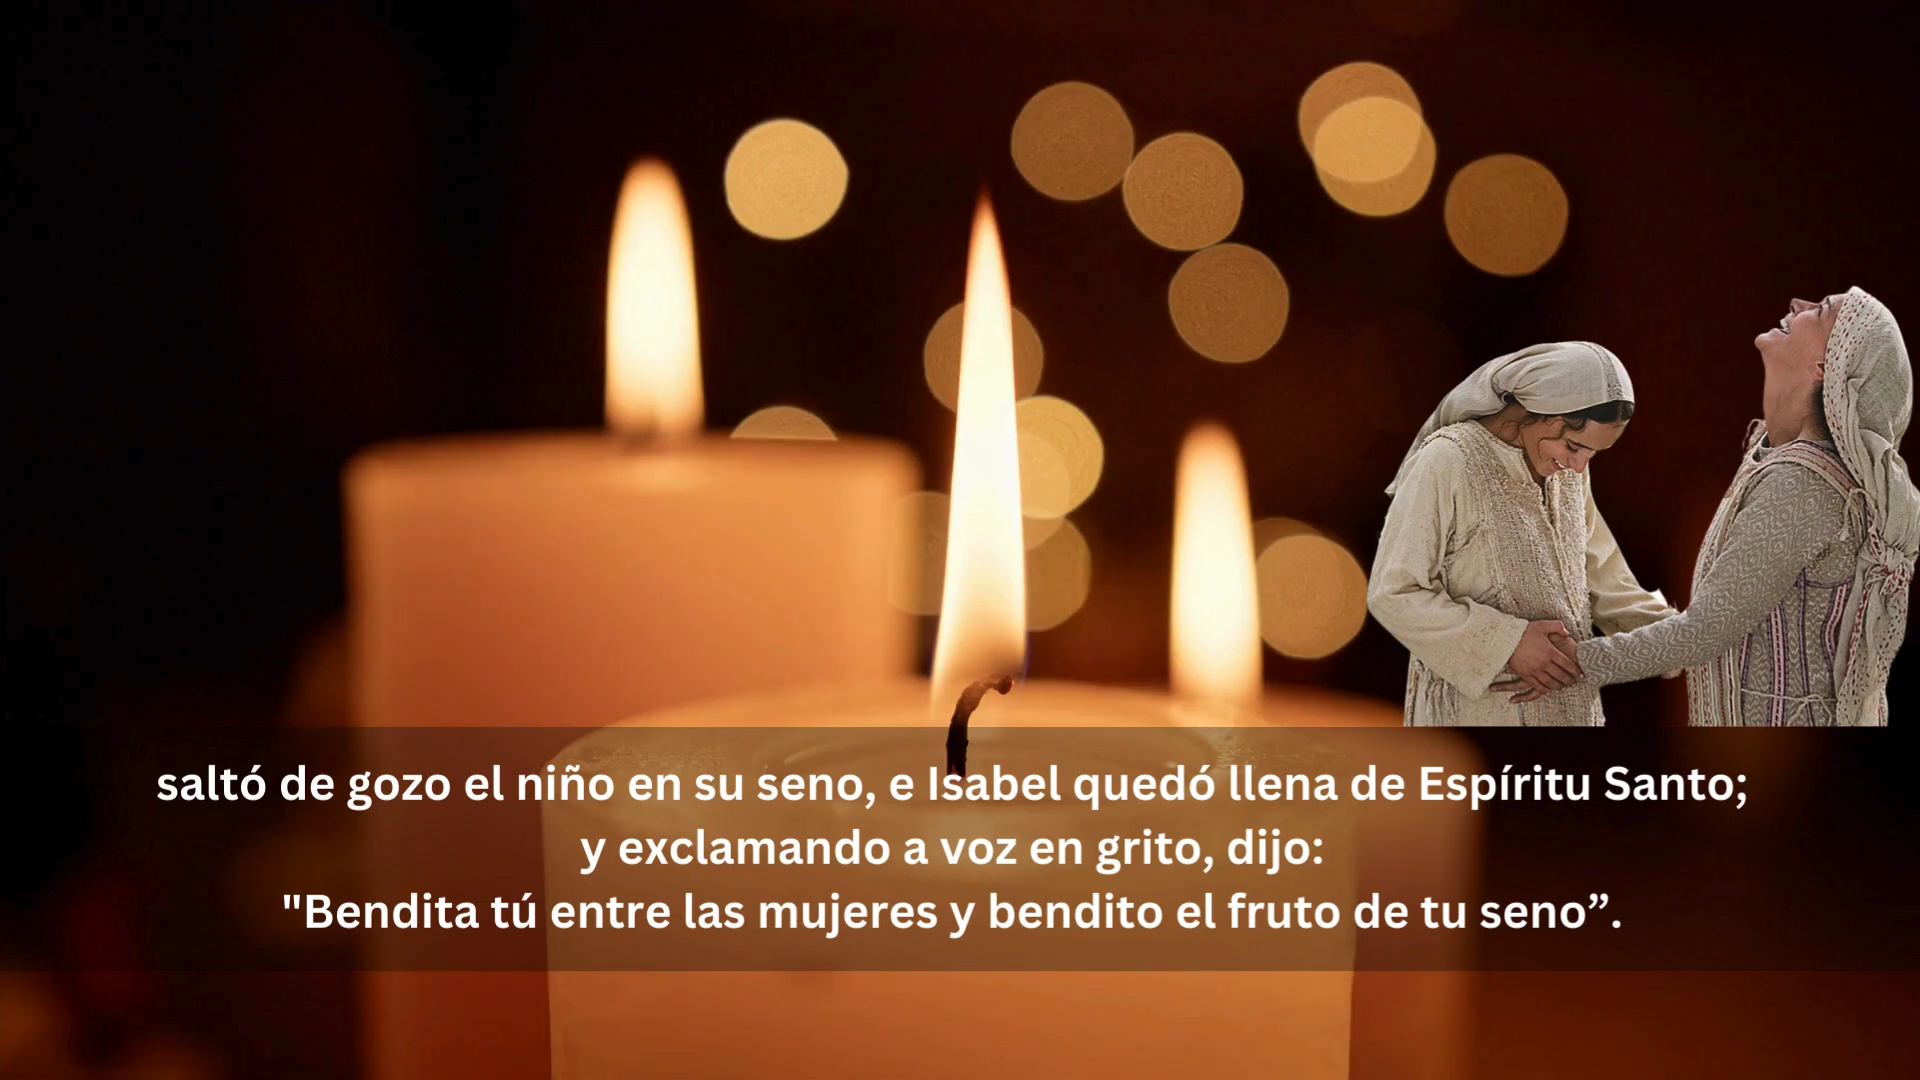 saltó de gozo el niño en su seno, e Isabel quedó llena de Espíritu Santo;
y exclamando a voz en grito, dijo:
"Bendita tú entre las mujeres y bendito el fruto de tu seno”.